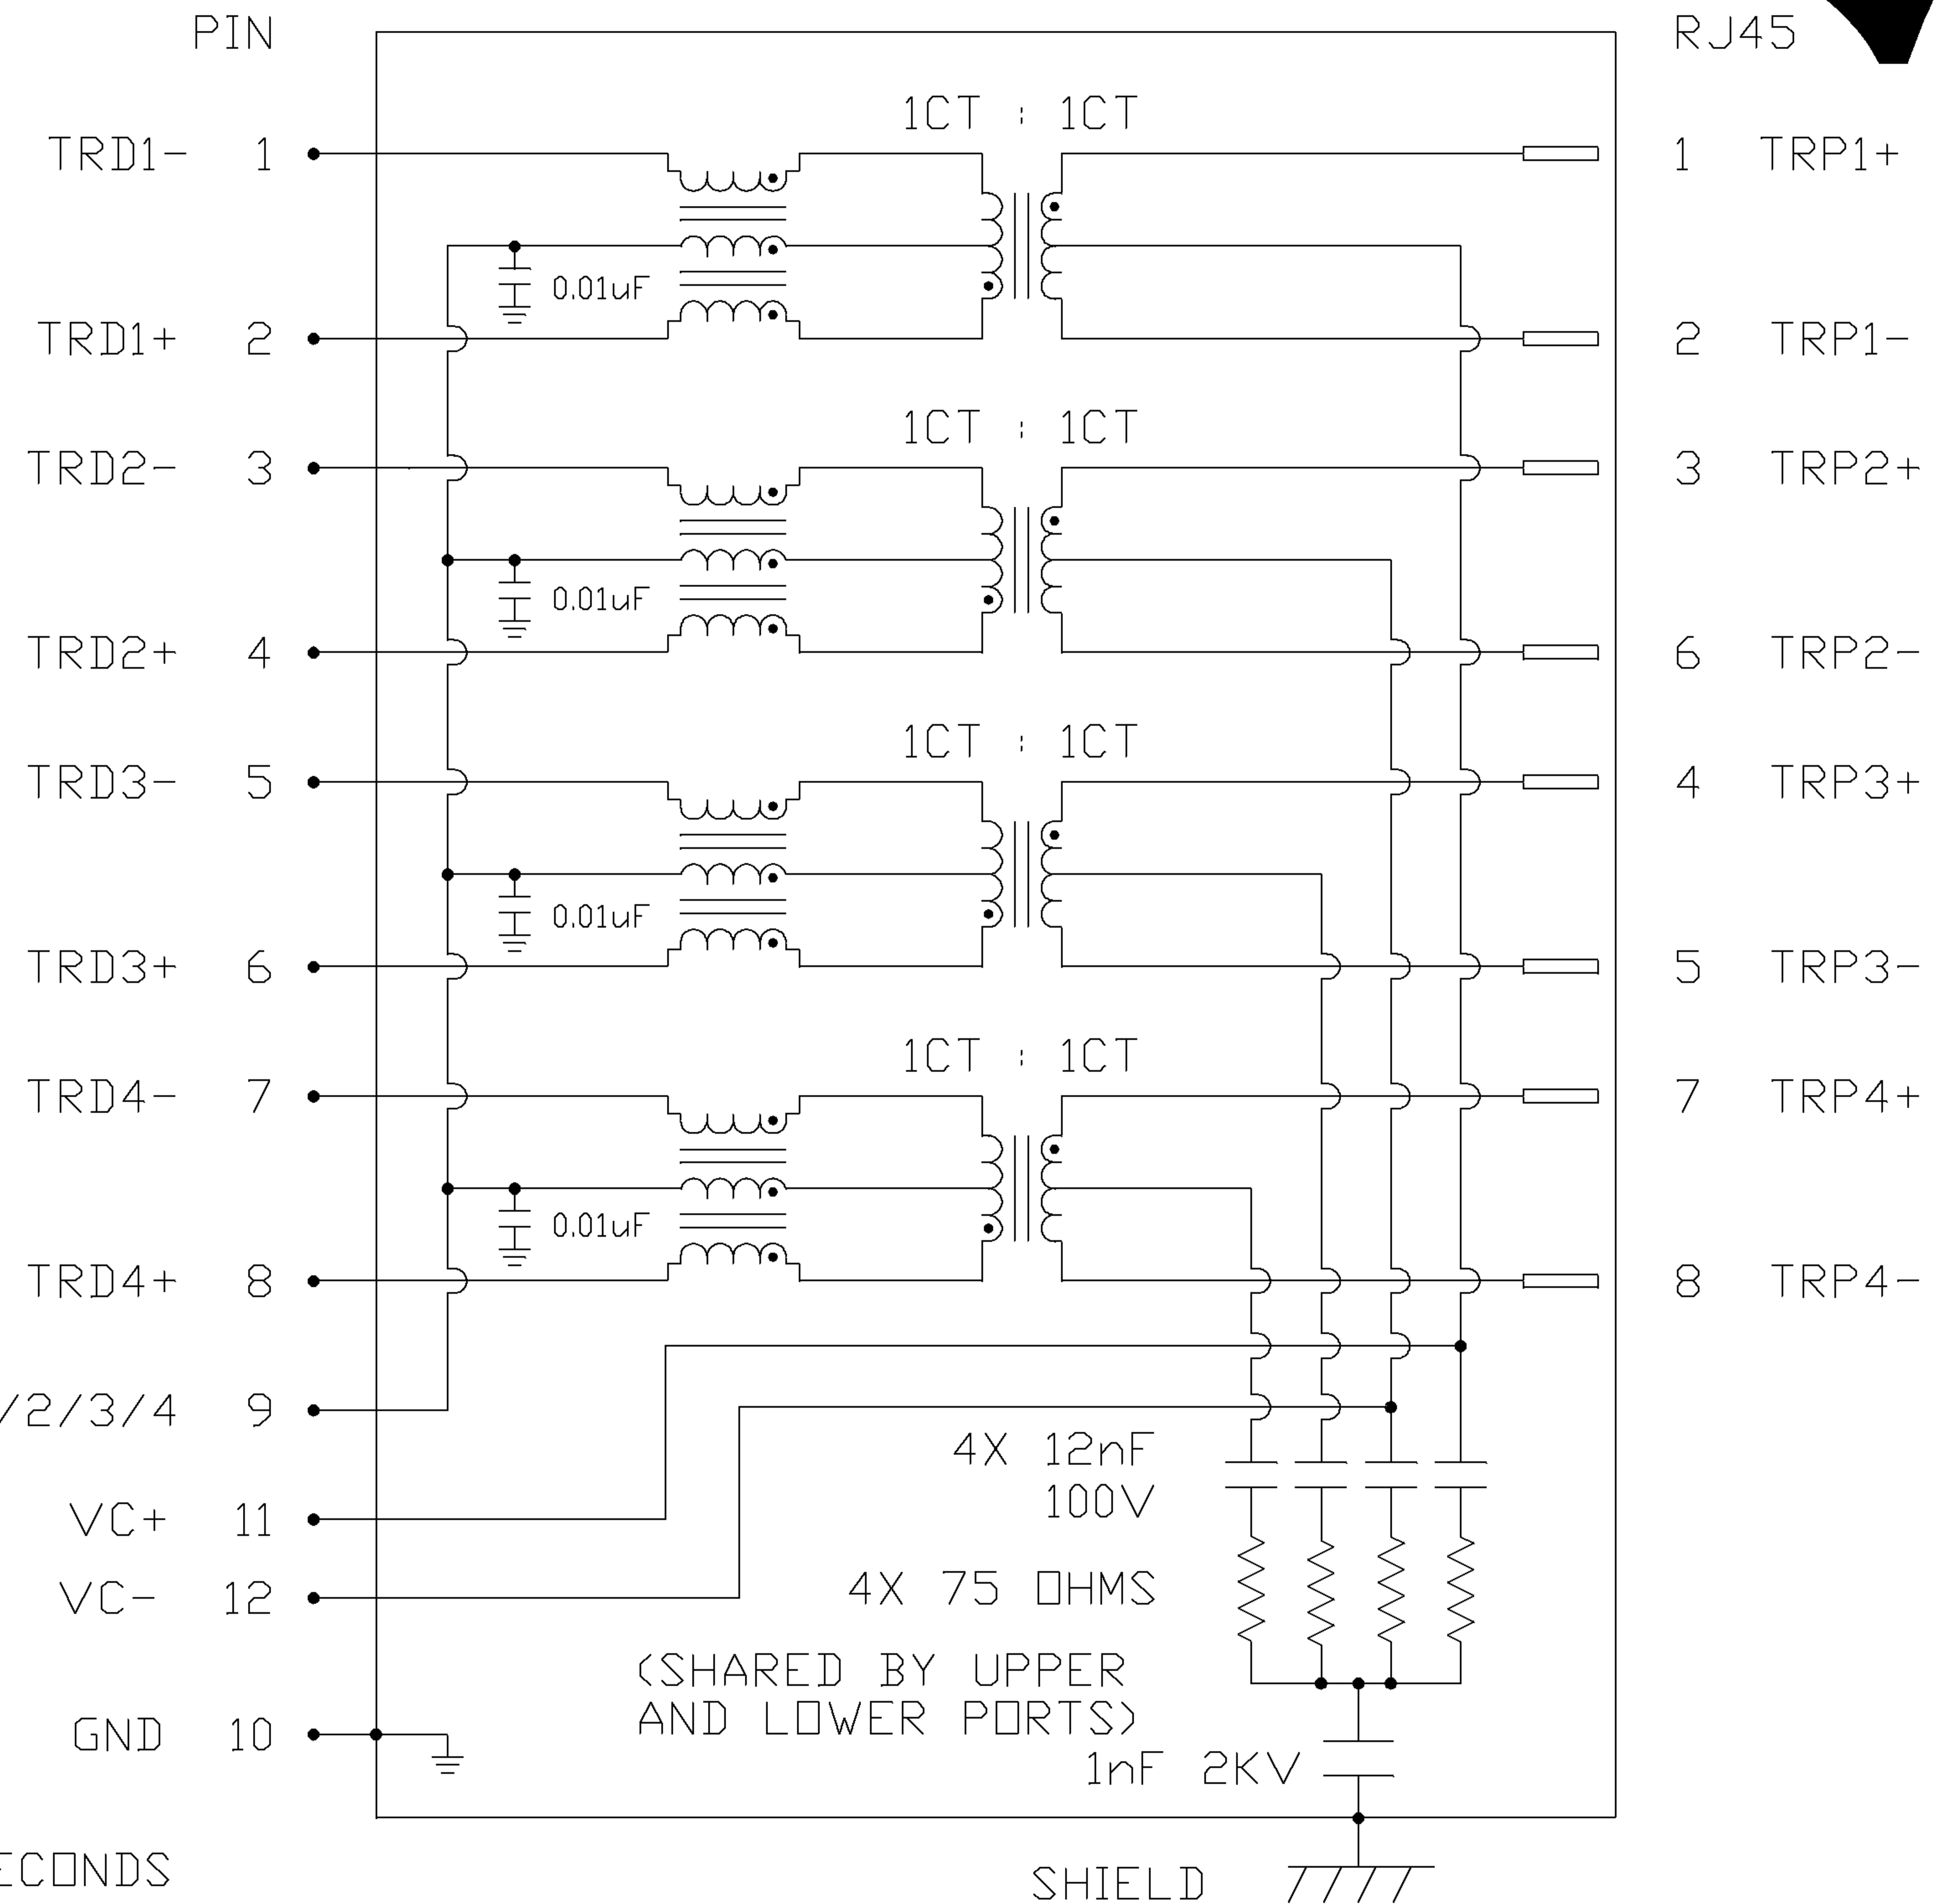 PIN RJ45
1CT : 1CT
TRD1- 1 1 TRP1+
0.01uF
TRD1+ 2 2 TRP1-
1CT : 1CT
TRD2- 3 3 TRP2+
0.01uF
TRD2+ 4 6 TRP2-
1CT : 1CT
TRD3- 5 4 TRP3+
0.01uF
TRD3+ 6 5 TRP3-
1CT : 1CT
TRD4- 7 7 TRP4+
0.01uF
TRD4+ 8 8 TRP4-
/2/3/4 9
4X 12nF
100V
VC+ 11
4X 75 OHMS
VC- 12
(SHARED BY UPPER
AND LOWER PORTS)
GND 10
1nF 2KV
ECONDS
SHIELD